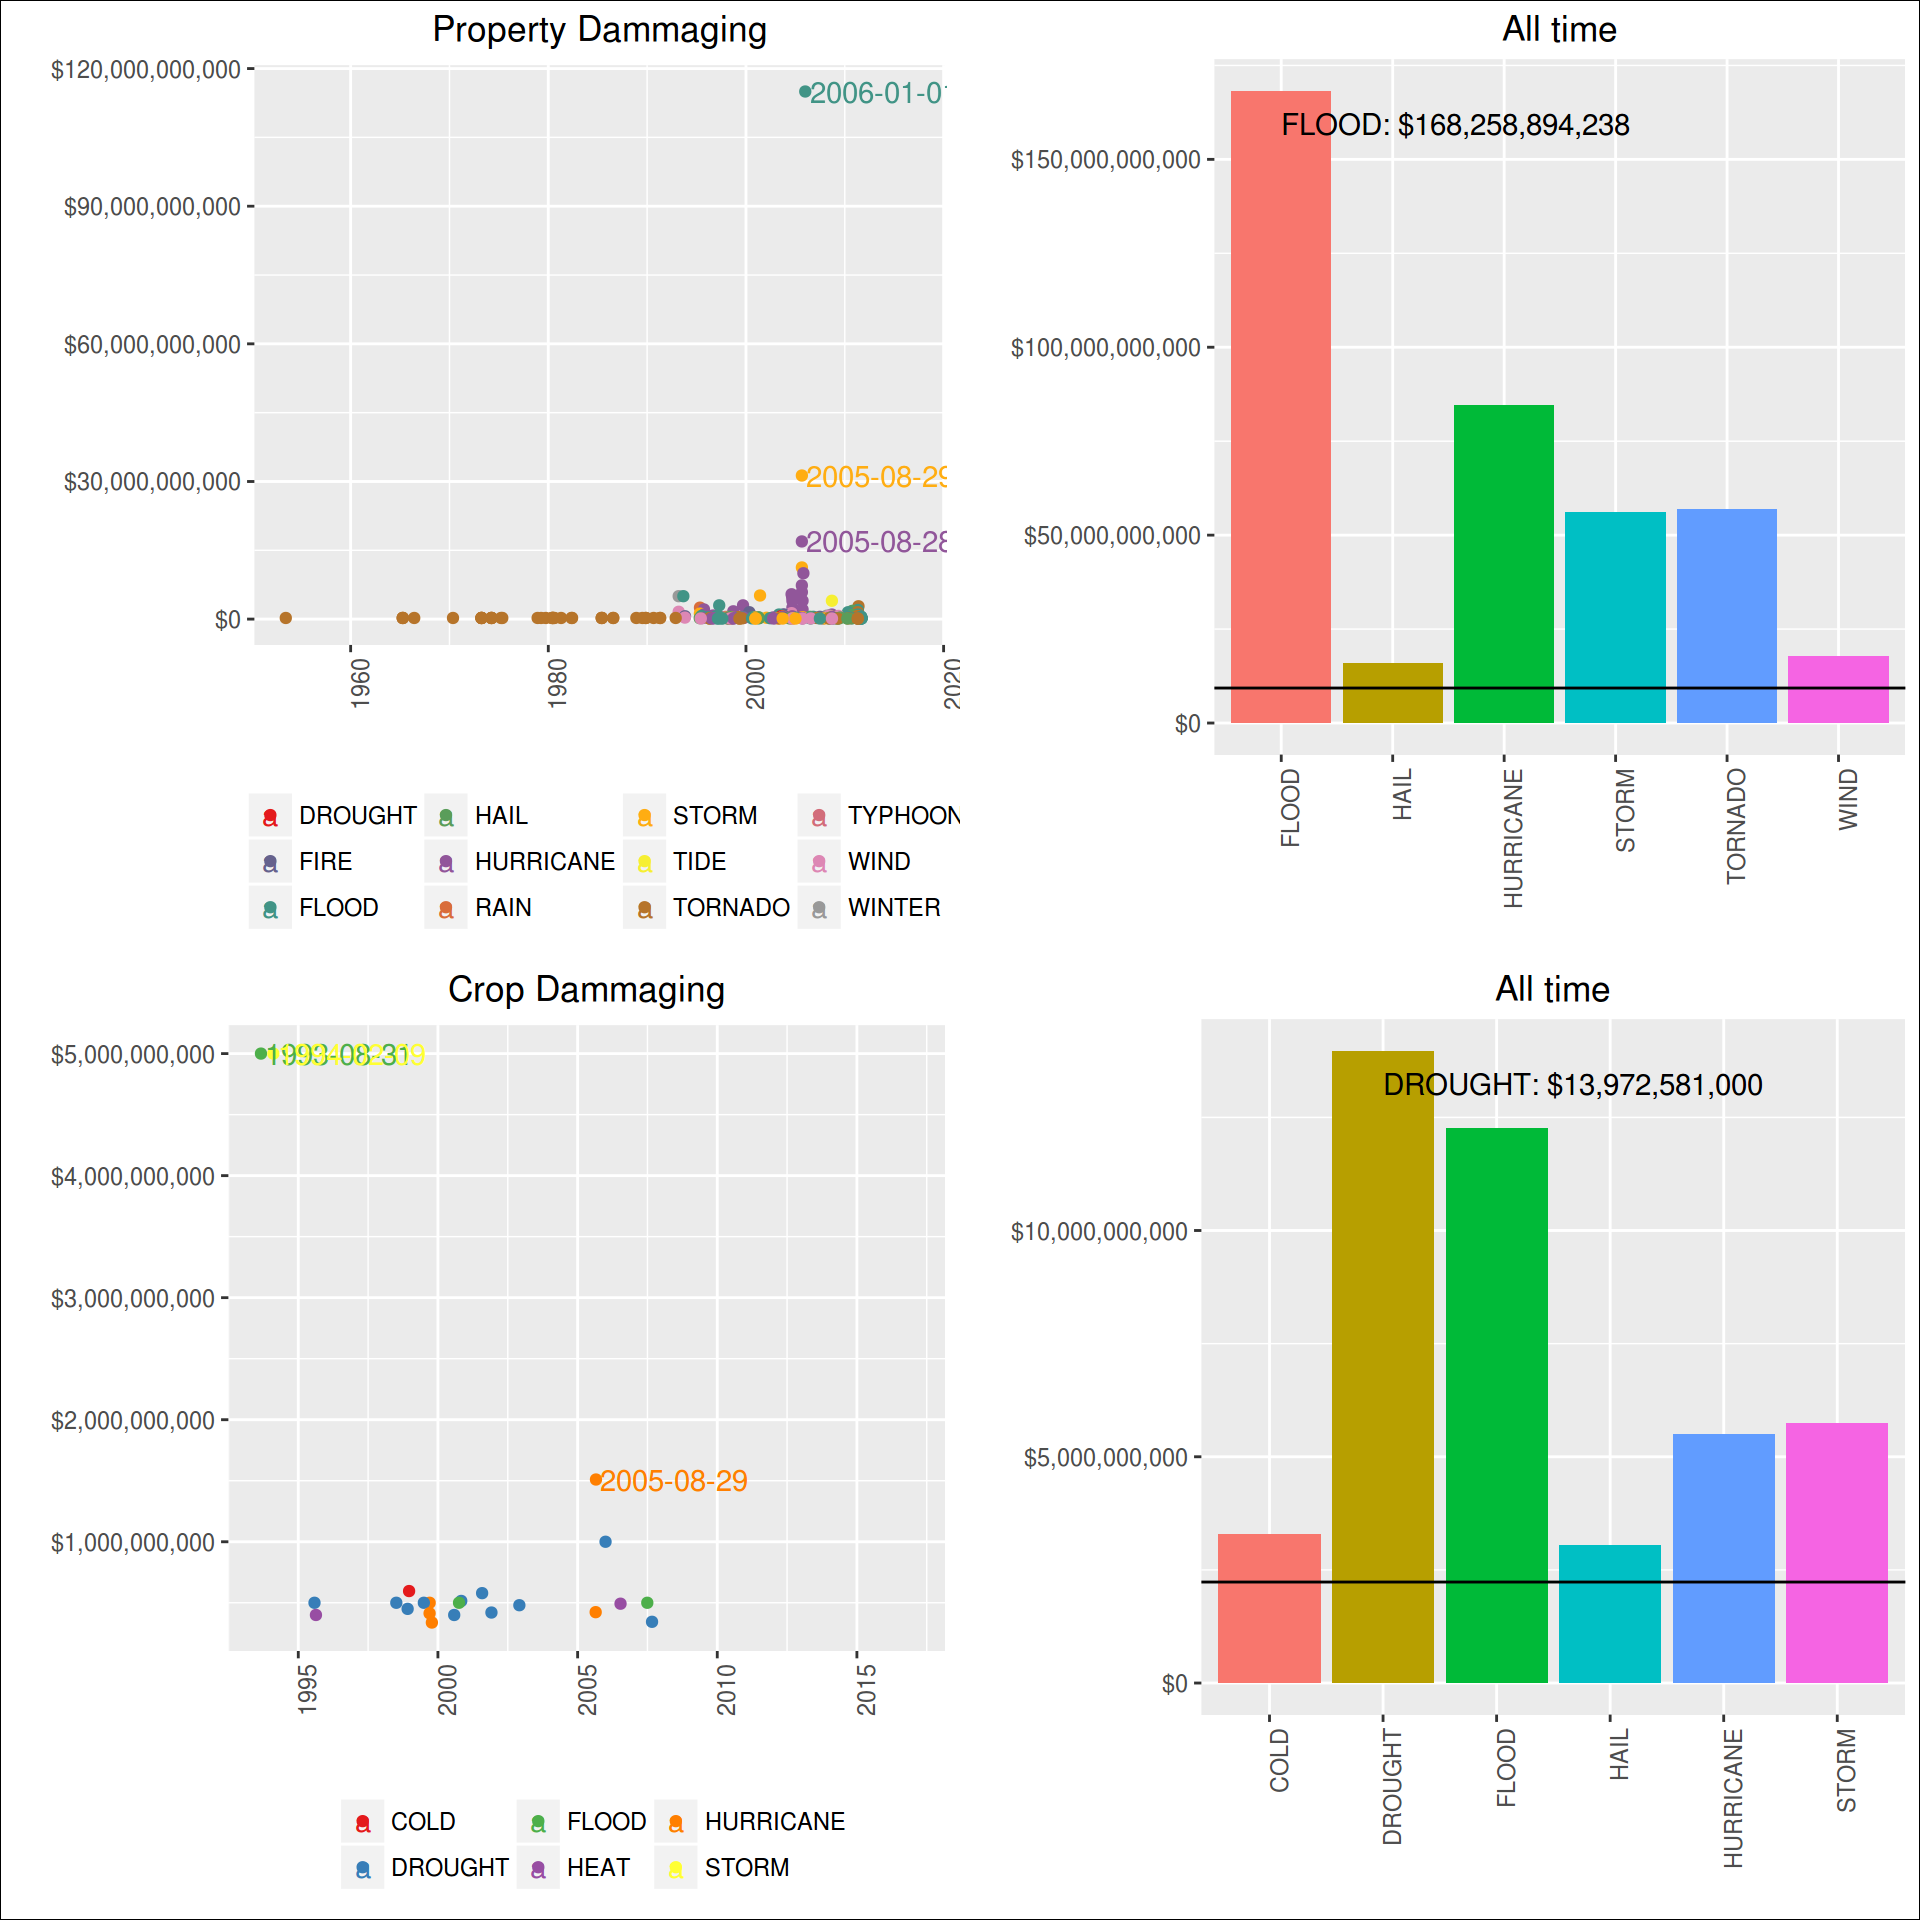 Property Dammaging
$120,000,000,000
$90,000,000,000
$60,000,000,000
$30,000,000,000
$0
2006-01-01
2005-08-29
2005-08-28
1960
1980
2000
2020
DROUGHT
HAIL
STORM
TYPHOON
FIRE
HURRICANE
TIDE
WIND
FLOOD
RAIN
TORNADO
WINTER
All time
FLOOD: $168,258,894,238
$150,000,000,000
$100,000,000,000
$50,000,000,000
$0
FLOOD
HAIL
HURRICANE
STORM
TORNADO
WIND
Crop Dammaging
$5,000,000,000
$4,000,000,000
$3,000,000,000
$2,000,000,000
$1,000,000,000
1993-08-31
2005-08-29
1995
2000
2005
2010
2015
COLD
FLOOD
HURRICANE
DROUGHT
HEAT
STORM
All time
DROUGHT: $13,972,581,000
$10,000,000,000
$5,000,000,000
$0
COLD
DROUGHT
FLOOD
HAIL
HURRICANE
STORM